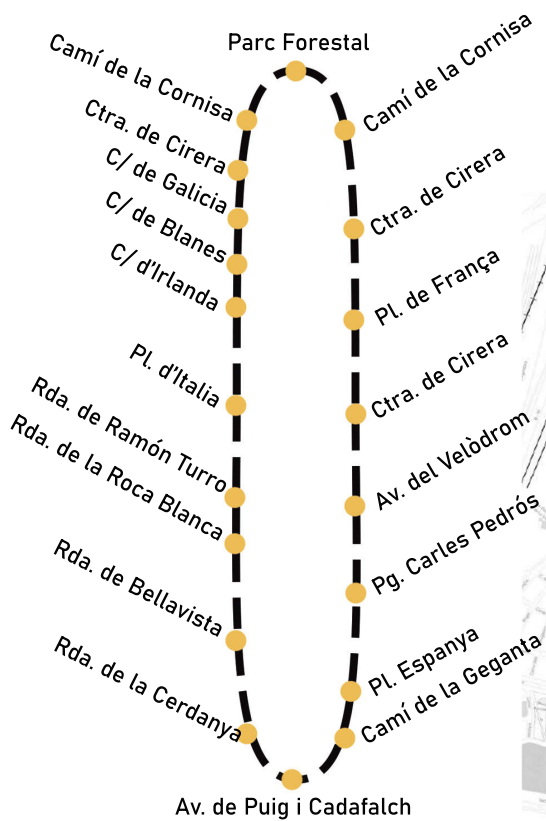 Parc Forestal
Camí de la Cornisa
Ctra. de Cirera
C/ de Galicia
C/ de Blanes
C/ d'Irlanda
Pl. d'Italia
Rda. de Ramón Turro
Rda. de la Roca Blanca
Rda. de Bellavista
Rda. de la Cerdanya
Camí de la Cornisa
Ctra. de Cirera
Pl. de França
Ctra. de Cirera
Av. del Velòdrom
Pg. Carles Pedrós
Pl. Espanya
Camí de la Geganta
Av. de Puig i Cadafalch